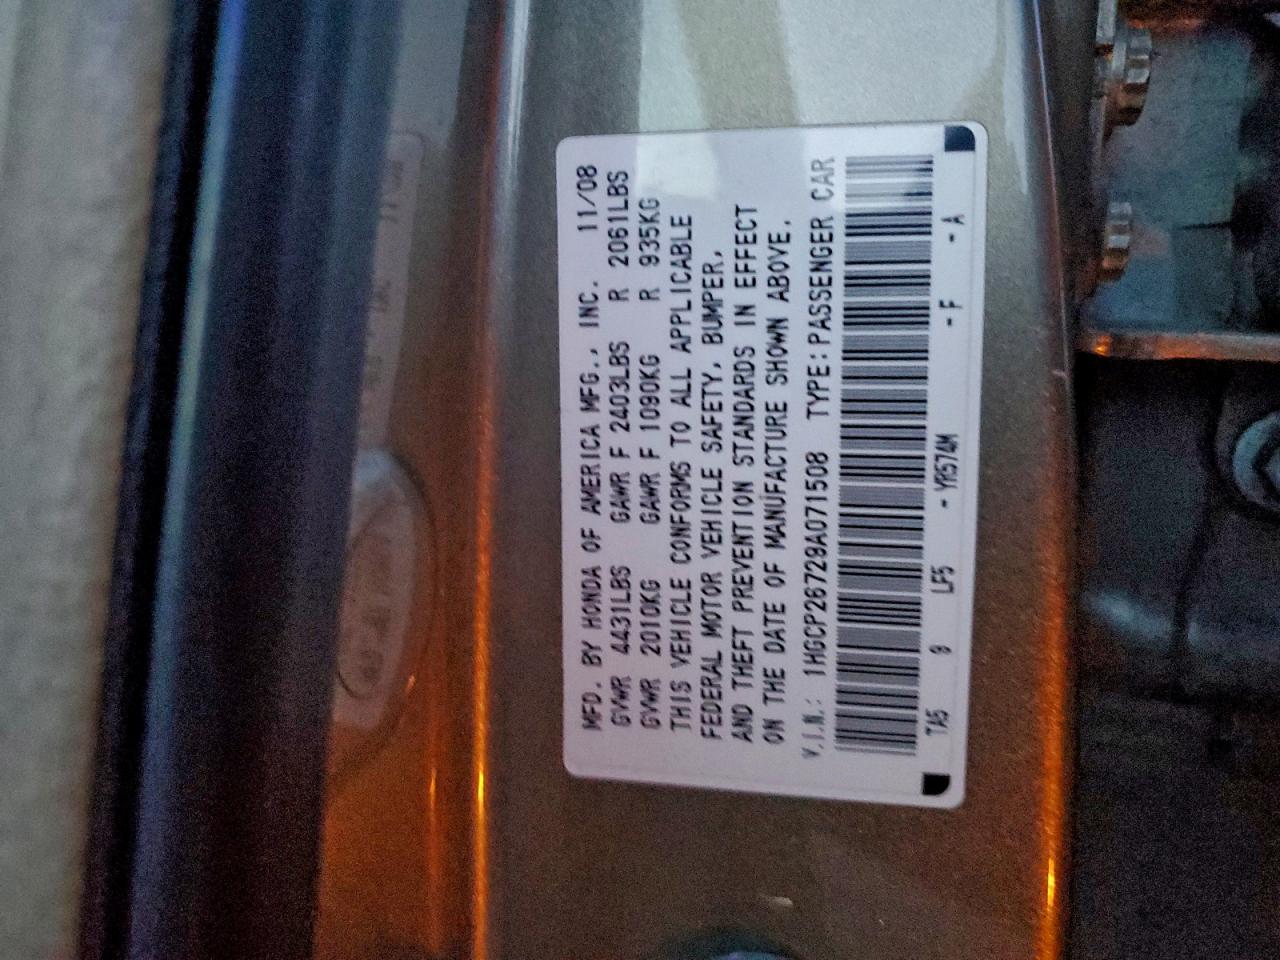 MFD. BY HONDA OF AMERICA MFG., INC. 11/08
GVWR 4431LBS GAWR F 2403LBS R 2061LBS
GVWR 2010KG GAWR F 1090KG R 935KG
THIS VEHICLE CONFORMS TO ALL APPLICABLE
FEDERAL MOTOR VEHICLE SAFETY, BUMPER,
AND THEFT PREVENTION STANDARDS IN EFFECT
ON THE DATE OF MANUFACTURE SHOWN ABOVE.
V.I.N.: 1HGCP26729A071508 TYPE:PASSENGER CAR
TA5 9 LF5 - YR574M - F - A